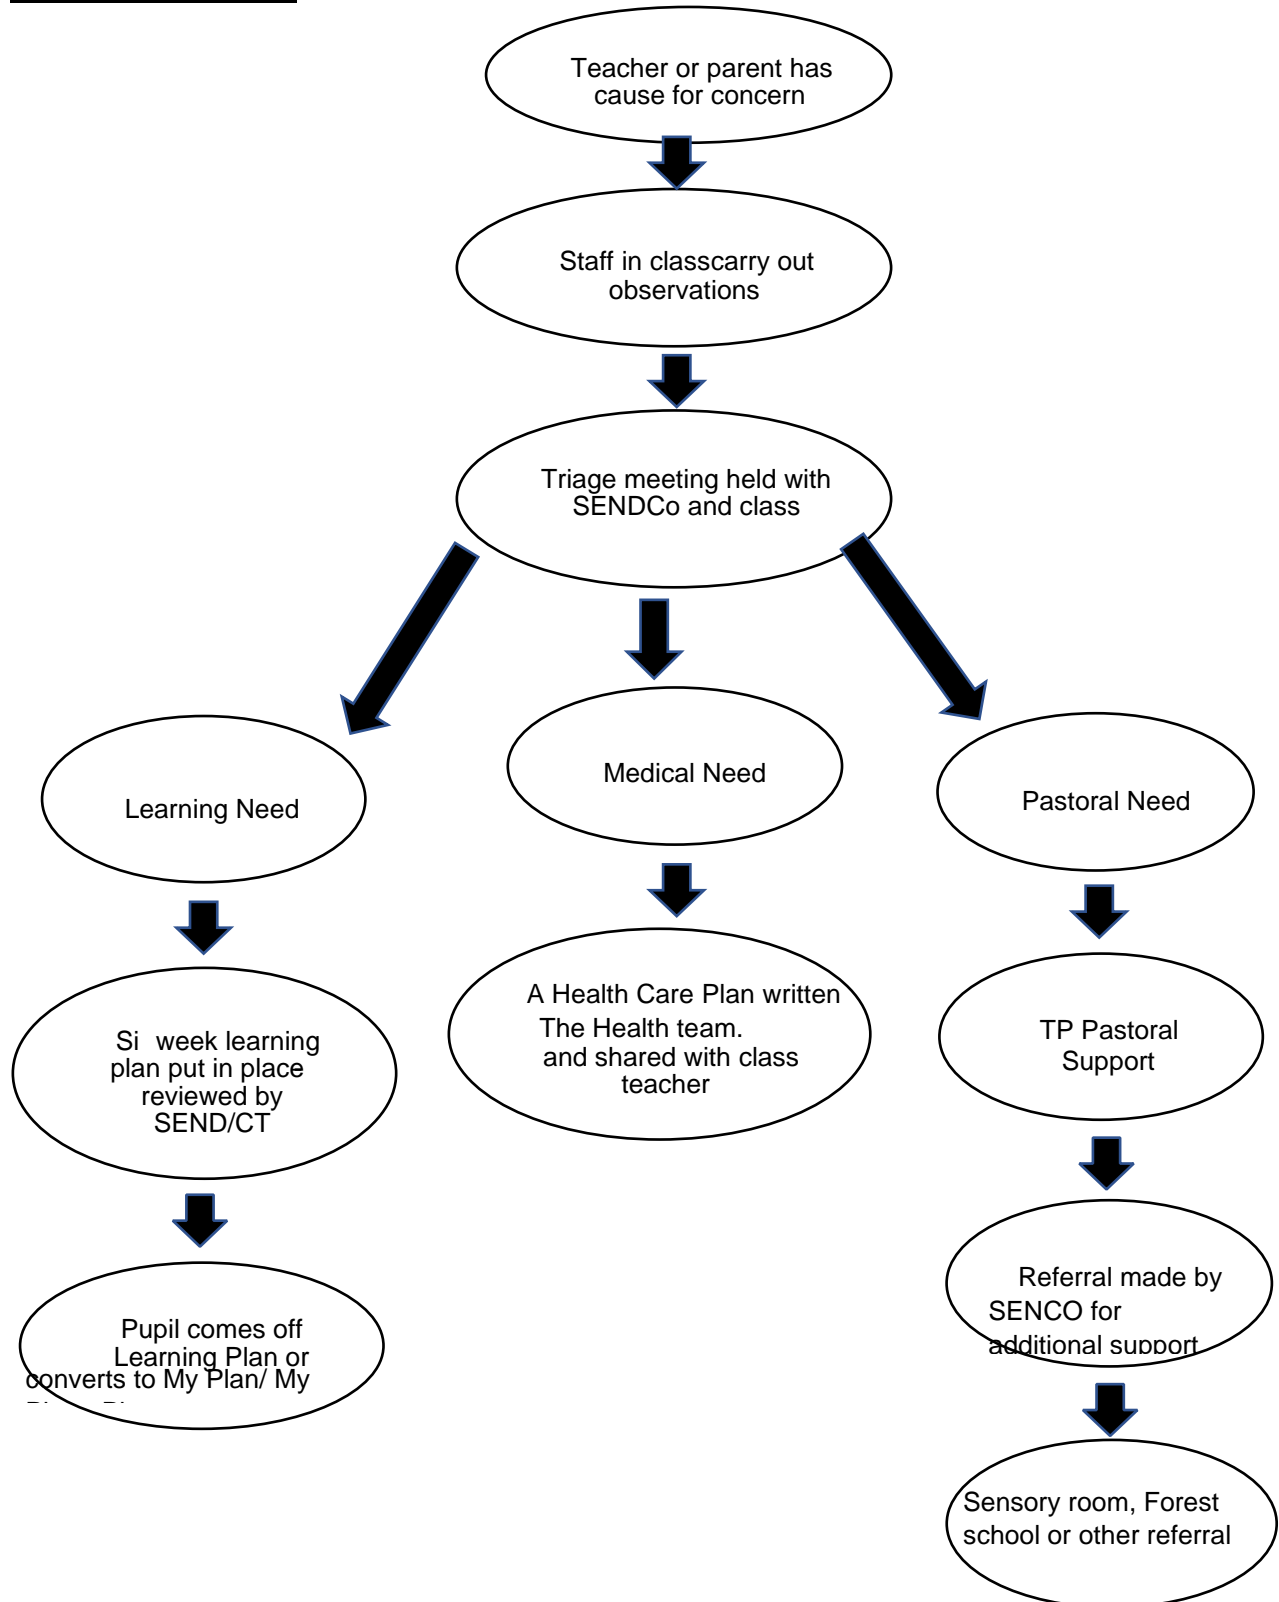 Teacher or parent has
cause for concern
Staff in classcarry out
observations
Triage meeting held with
SENDCo and class
Learning Need
Medical Need
Pastoral Need
Si week learning
plan put in place
reviewed by
SEND/CT
A Health Care Plan written
The Health team.
and shared with class
teacher
TP Pastoral
Support
Pupil comes off
Learning Plan or
converts to My Plan/ My
Referral made by
SENCO for
additional support
Sensory room, Forest
school or other referral